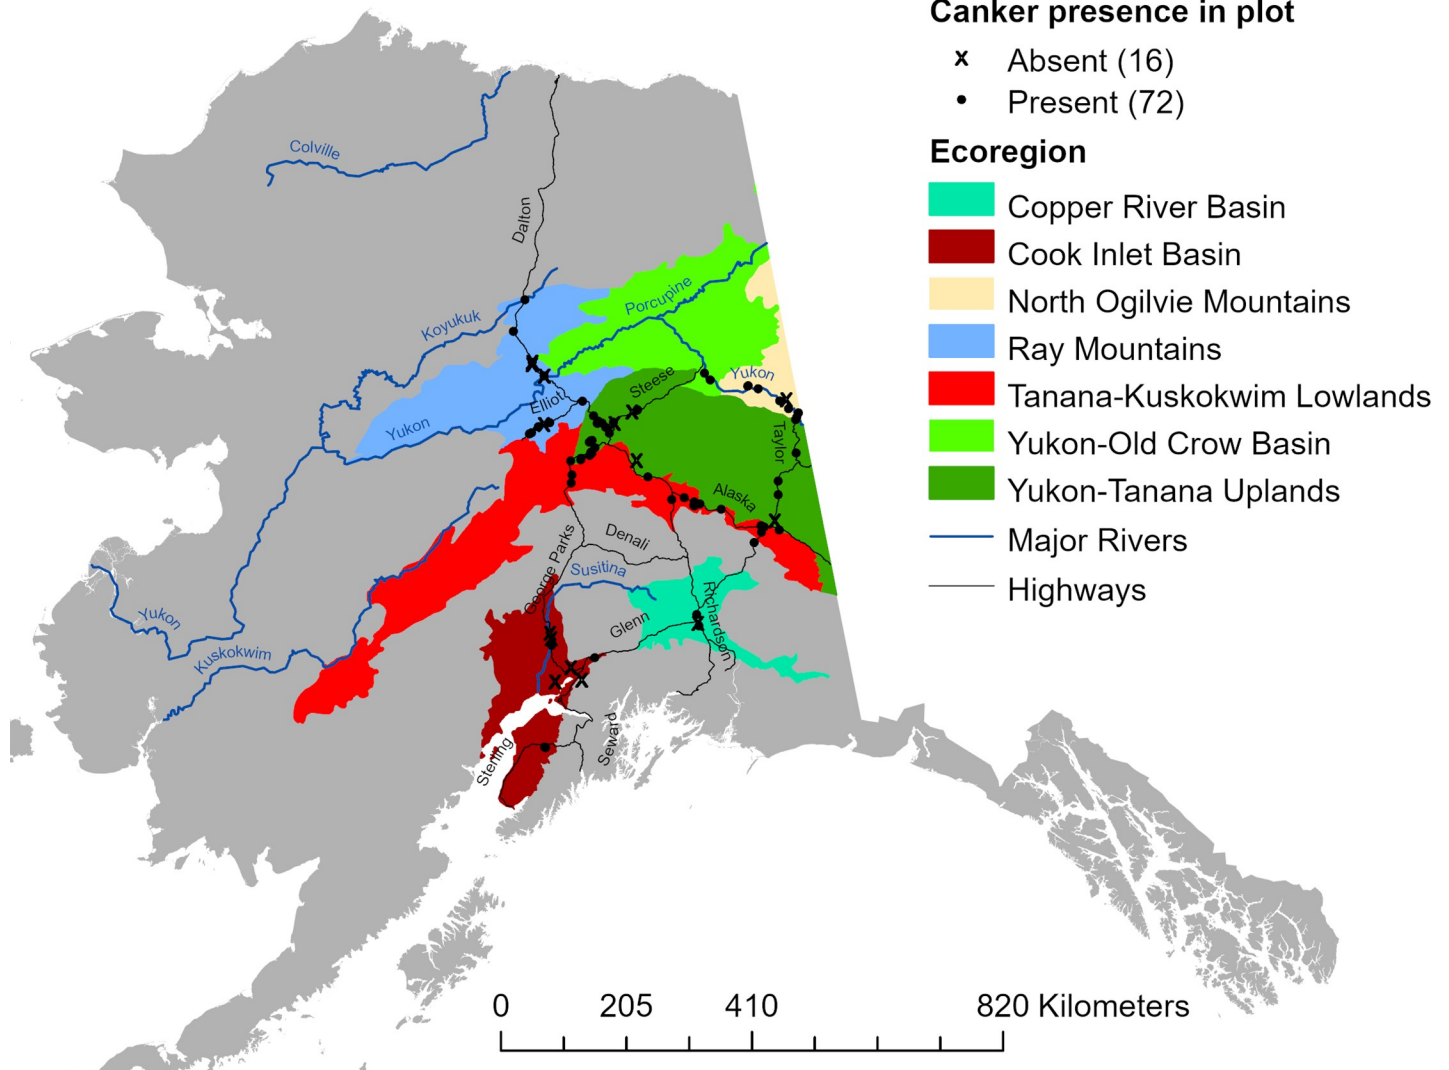 Canker presence in plot
x Absent (16)
Present (72)
Ecoregion
Copper River Basin
Cook Inlet Basin
North Ogilvie Mountains
Ray Mountains
Tanana-Kuskokwim Lowlands
Yukon-Old Crow Basin
Yukon-Tanana Uplands
Major Rivers
Highways
Colville
Dalton
Koyukuk
Porcupine
Yukon
Steese
Elliot
Yukon
Taylor
Alaska
George Parks
Denali
Susitina
Richardson
Glenn
Yukon
Kuskokwim
Sterling
Seward
0 205 410 820 Kilometers